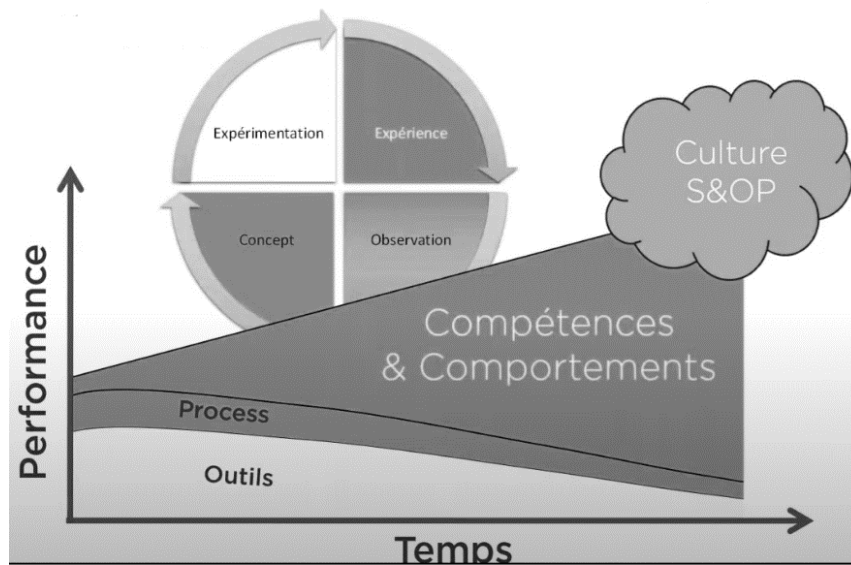 Expérimentation
Expérience
Concept
Observation
Culture
S&OP
Compétences
& Comportements
Process
Outils
Performance
Temps